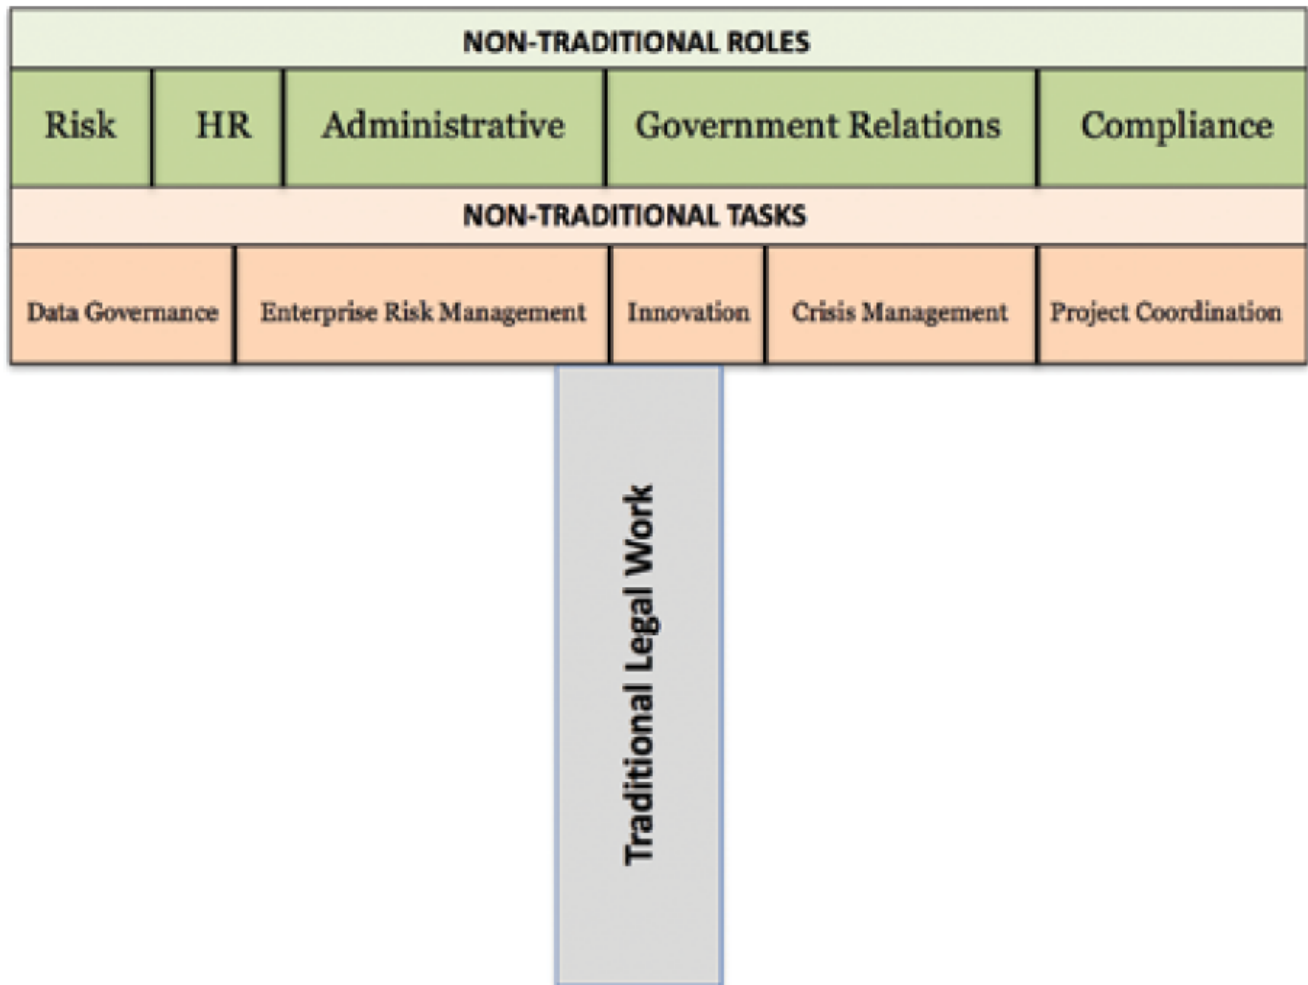 NON-TRADITIONAL ROLES
Risk HR Administrative Government Relations Compliance
NON-TRADITIONAL TASKS
Data Governance Enterprise Risk Management Innovation Crisis Management Project Coordination
Traditional Legal Work